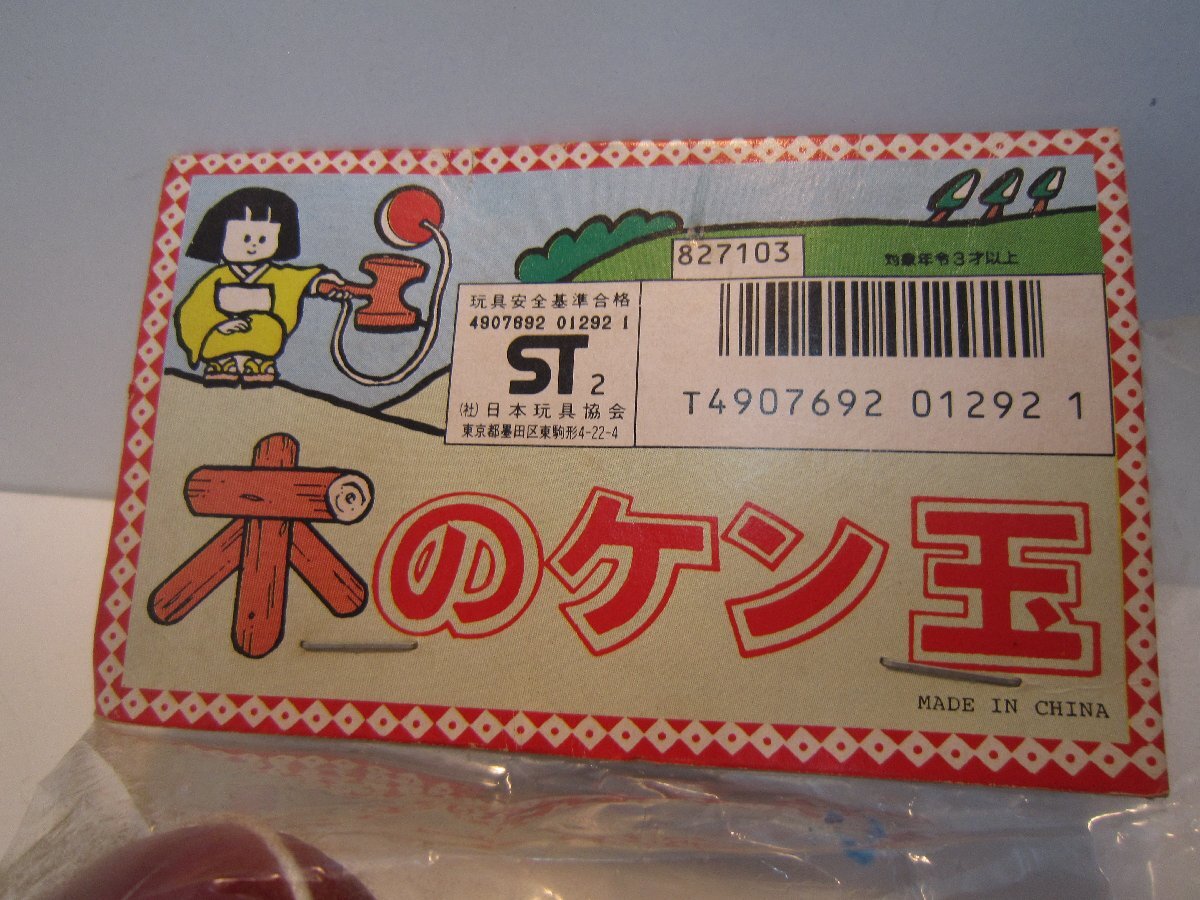 827103
対象年令3才以上
玩具安全基準合格
4907692 01292 1
ST 2
(社)日本玩具協会
東京都墨田区東駒形4-22-4
T4907692 01292 1
木のケン玉
MADE IN CHINA